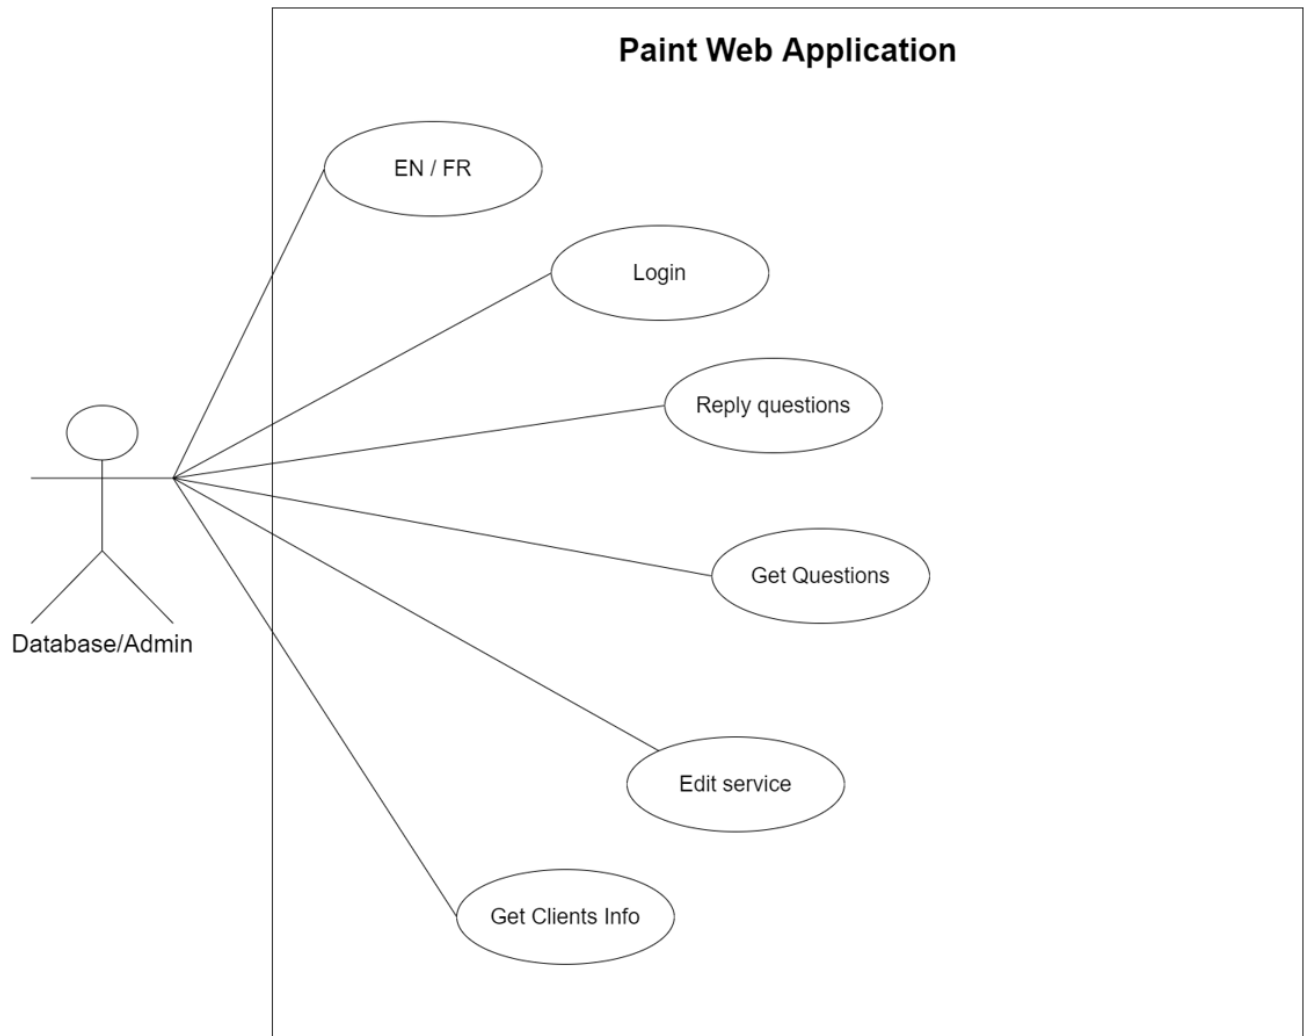 Paint Web Application
EN / FR
Login
Reply questions
Get Questions
Database/Admin
Edit service
Get Clients Info